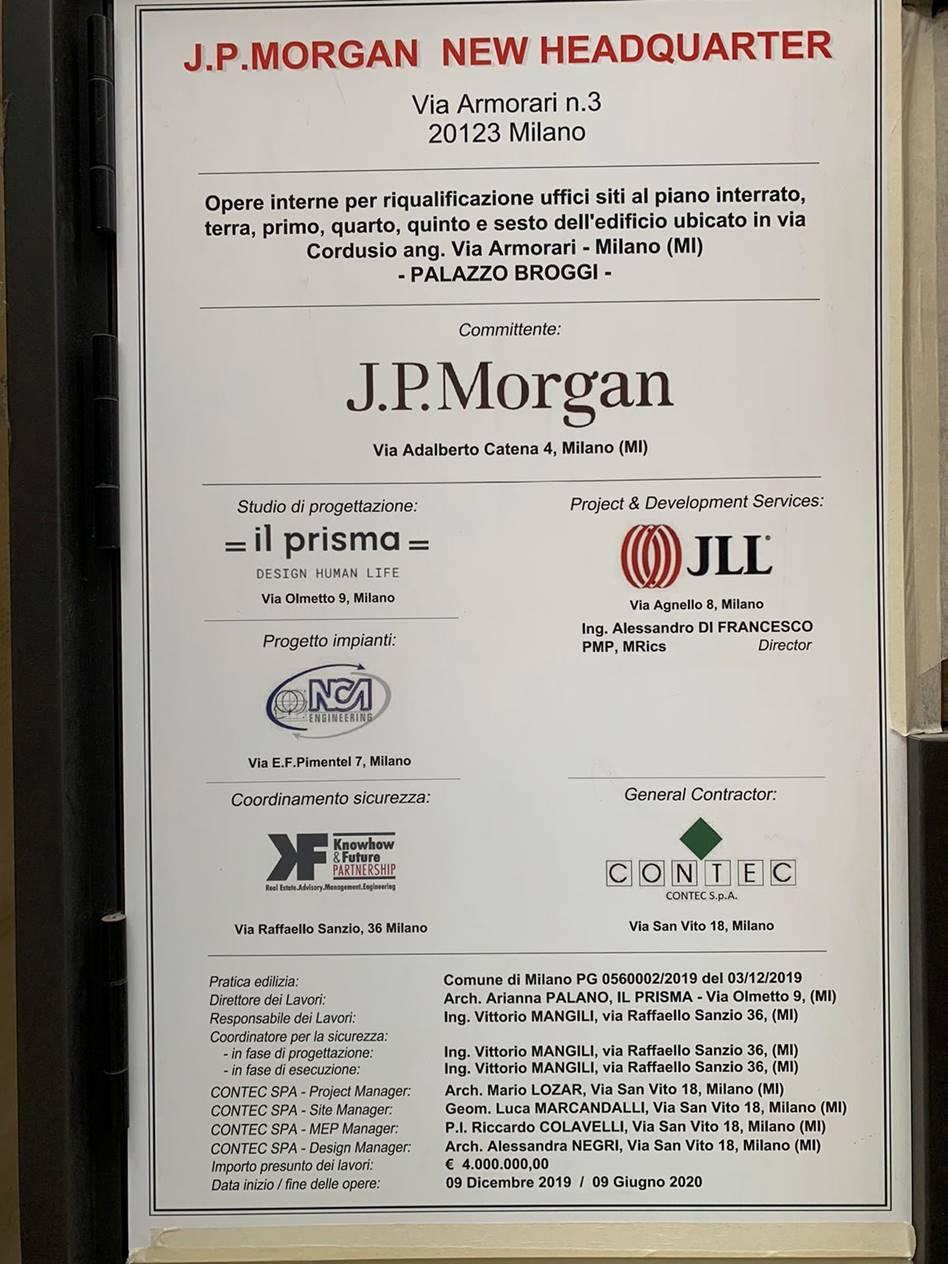 J.P.MORGAN NEW HEADQUARTER
Via Armorari n.3
20123 Milano
Opere interne per riqualificazione uffici siti al piano interrato,
terra, primo, quarto, quinto e sesto dell'edificio ubicato in via
Cordusio ang. Via Armorari - Milano (MI)
- PALAZZO BROGGI -
Committente:
J.P.Morgan
Via Adalberto Catena 4, Milano (MI)
Studio di progettazione:
il prisma
DESIGN HUMAN LIFE
Via Olmetto 9, Milano
Project & Development Services:
JLL
Via Agnello 8, Milano
Ing. Alessandro DI FRANCESCO
PMP, MRics Director
Progetto impianti:
NCA
ENGINEERING
Via E.F.Pimentel 7, Milano
Coordinamento sicurezza:
KF Knowhow
& Future
PARTNERSHIP
Real Estate.Advisory.Management.Engineering
Via Raffaello Sanzio, 36 Milano
General Contractor:
CONTEC
CONTEC S.p.A.
Via San Vito 18, Milano
Pratica edilizia: Comune di Milano PG 0560002/2019 del 03/12/2019
Direttore dei Lavori: Arch. Arianna PALANO, IL PRISMA - Via Olmetto 9, (MI)
Responsabile dei Lavori: Ing. Vittorio MANGILI, via Raffaello Sanzio 36, (MI)
Coordinatore per la sicurezza:
- in fase di progettazione: Ing. Vittorio MANGILI, via Raffaello Sanzio 36, (MI)
- in fase di esecuzione: Ing. Vittorio MANGILI, via Raffaello Sanzio 36, (MI)
CONTEC SPA - Project Manager: Arch. Mario LOZAR, Via San Vito 18, Milano (MI)
CONTEC SPA - Site Manager: Geom. Luca MARCANDALLI, Via San Vito 18, Milano (MI)
CONTEC SPA - MEP Manager: P.I. Riccardo COLAVELLI, Via San Vito 18, Milano (MI)
CONTEC SPA - Design Manager: Arch. Alessandra NEGRI, Via San Vito 18, Milano (MI)
Importo presunto dei lavori: € 4.000.000,00
Data inizio / fine delle opere: 09 Dicembre 2019 / 09 Giugno 2020